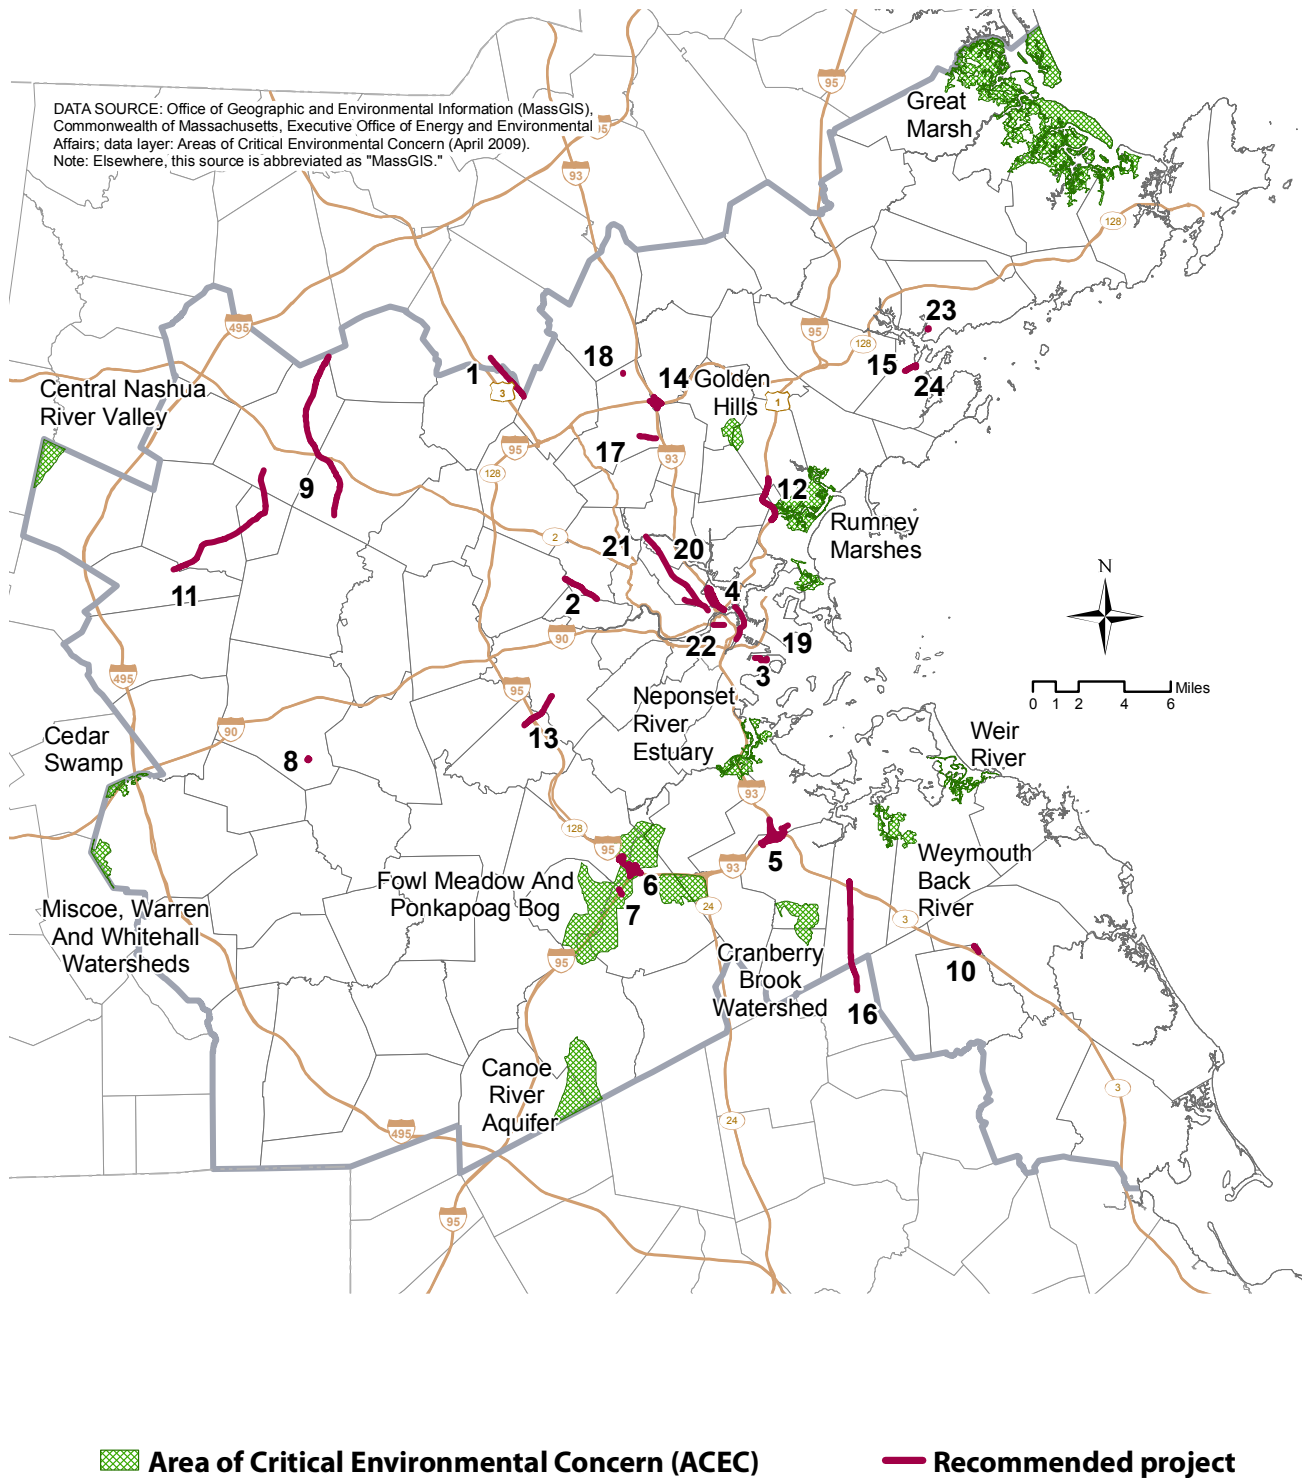 DATA SOURCE: Office of Geographic and Environmental Information (MassGIS),
Commonwealth of Massachusetts, Executive Office of Energy and Environmental
Affairs; data layer: Areas of Critical Environmental Concern (April 2009).
Note: Elsewhere, this source is abbreviated as "MassGIS."
95
95
93
Great
Marsh
128
495
95
128
23
15
24
Central Nashua
River Valley
1
3
18
14
Golden
Hills
1
95
128
17
93
9
12
Rumney
Marshes
2
21
20
11
2
4
N
90
22
19
3
495
95
Neponset
River
Estuary
0 1 2 4 6
Miles
90
Cedar
Swamp
8
13
Weir
River
93
128
95
5
93
Weymouth
Back
River
Fowl Meadow And
Ponkapoag Bog
6
7
24
3
Miscoe, Warren
And Whitehall
Watersheds
95
Cranberry
Brook
Watershed
10
16
Canoe
River
Aquifer
3
24
495
95
Area of Critical Environmental Concern (ACEC)
Recommended project